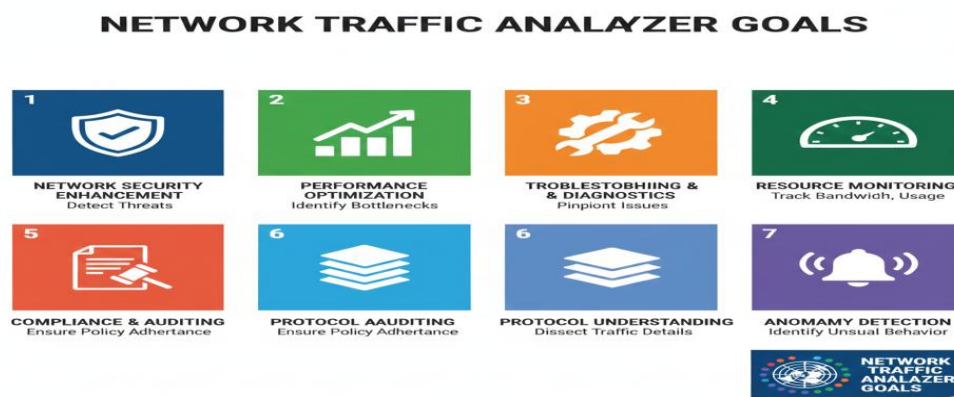 NETWORK TRAFFIC ANALAYZER GOALS
1
NETWORK SECURITY
ENHANCEMENT
Detect Threats
2
PERFORMANCE
OPTIMIZATION
Identify Bottlenecks
3
TROBLESTOBHIING &
& DIAGNOSTICS
Pinpiont Issues
4
RESOURCE MONITORING
Track Bandwich, Usage
5
COMPLIANCE & AUDITING
Ensure Policy Adhertance
6
PROTOCOL AAUDITING
Ensure Policy Adhertance
6
PROTOCOL UNDERSTANDING
Dissect Traffic Details
7
ANOMAMY DETECTION
Identify Unsual Behavior
NETWORK
TRAFFIC
ANALAZER
GOALS